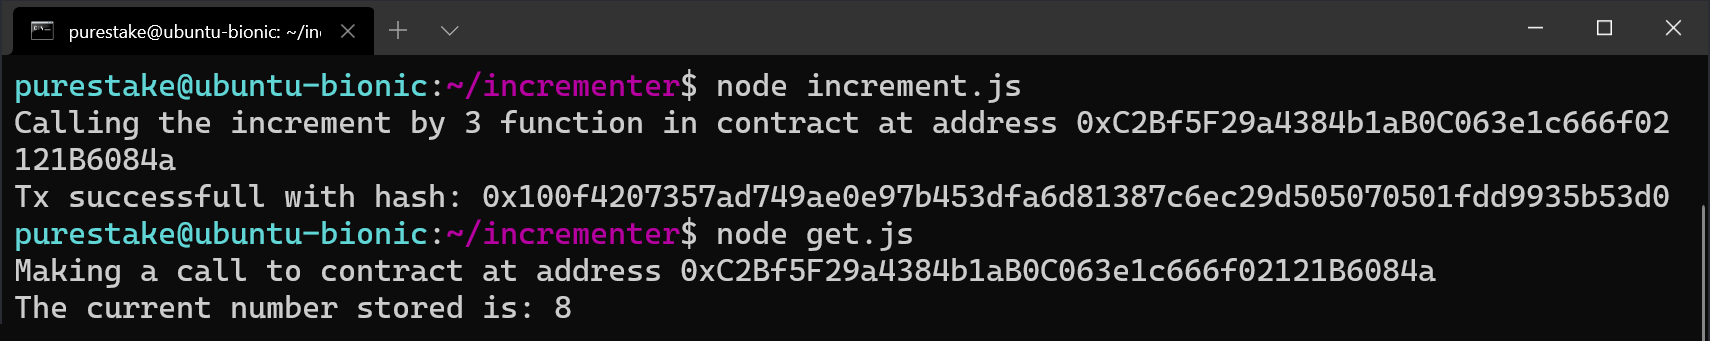 purestake@ubuntu-bionic: ~/in
purestake@ubuntu-bionic:~/incrementer$ node increment.js
Calling the increment by 3 function in contract at address 0xC2Bf5F29a4384b1aB0C063e1c666f02
121B6084a
Tx successfull with hash: 0x100f4207357ad749ae0e97b453dfa6d81387c6ec29d505070501fdd9935b53d0
purestake@ubuntu-bionic:~/incrementer$ node get.js
Making a call to contract at address 0xC2Bf5F29a4384b1aB0C063e1c666f02121B6084a
The current number stored is: 8